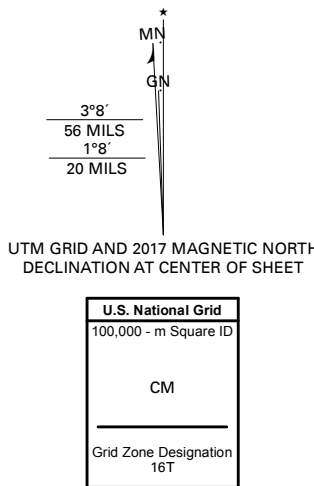 ★
MN
GN
3°8´
56 MILS
1°8´
20 MILS
UTM GRID AND 2017 MAGNETIC NORTH
DECLINATION AT CENTER OF SHEET
U.S. National Grid
100,000 - m Square ID
CM
Grid Zone Designation
16T